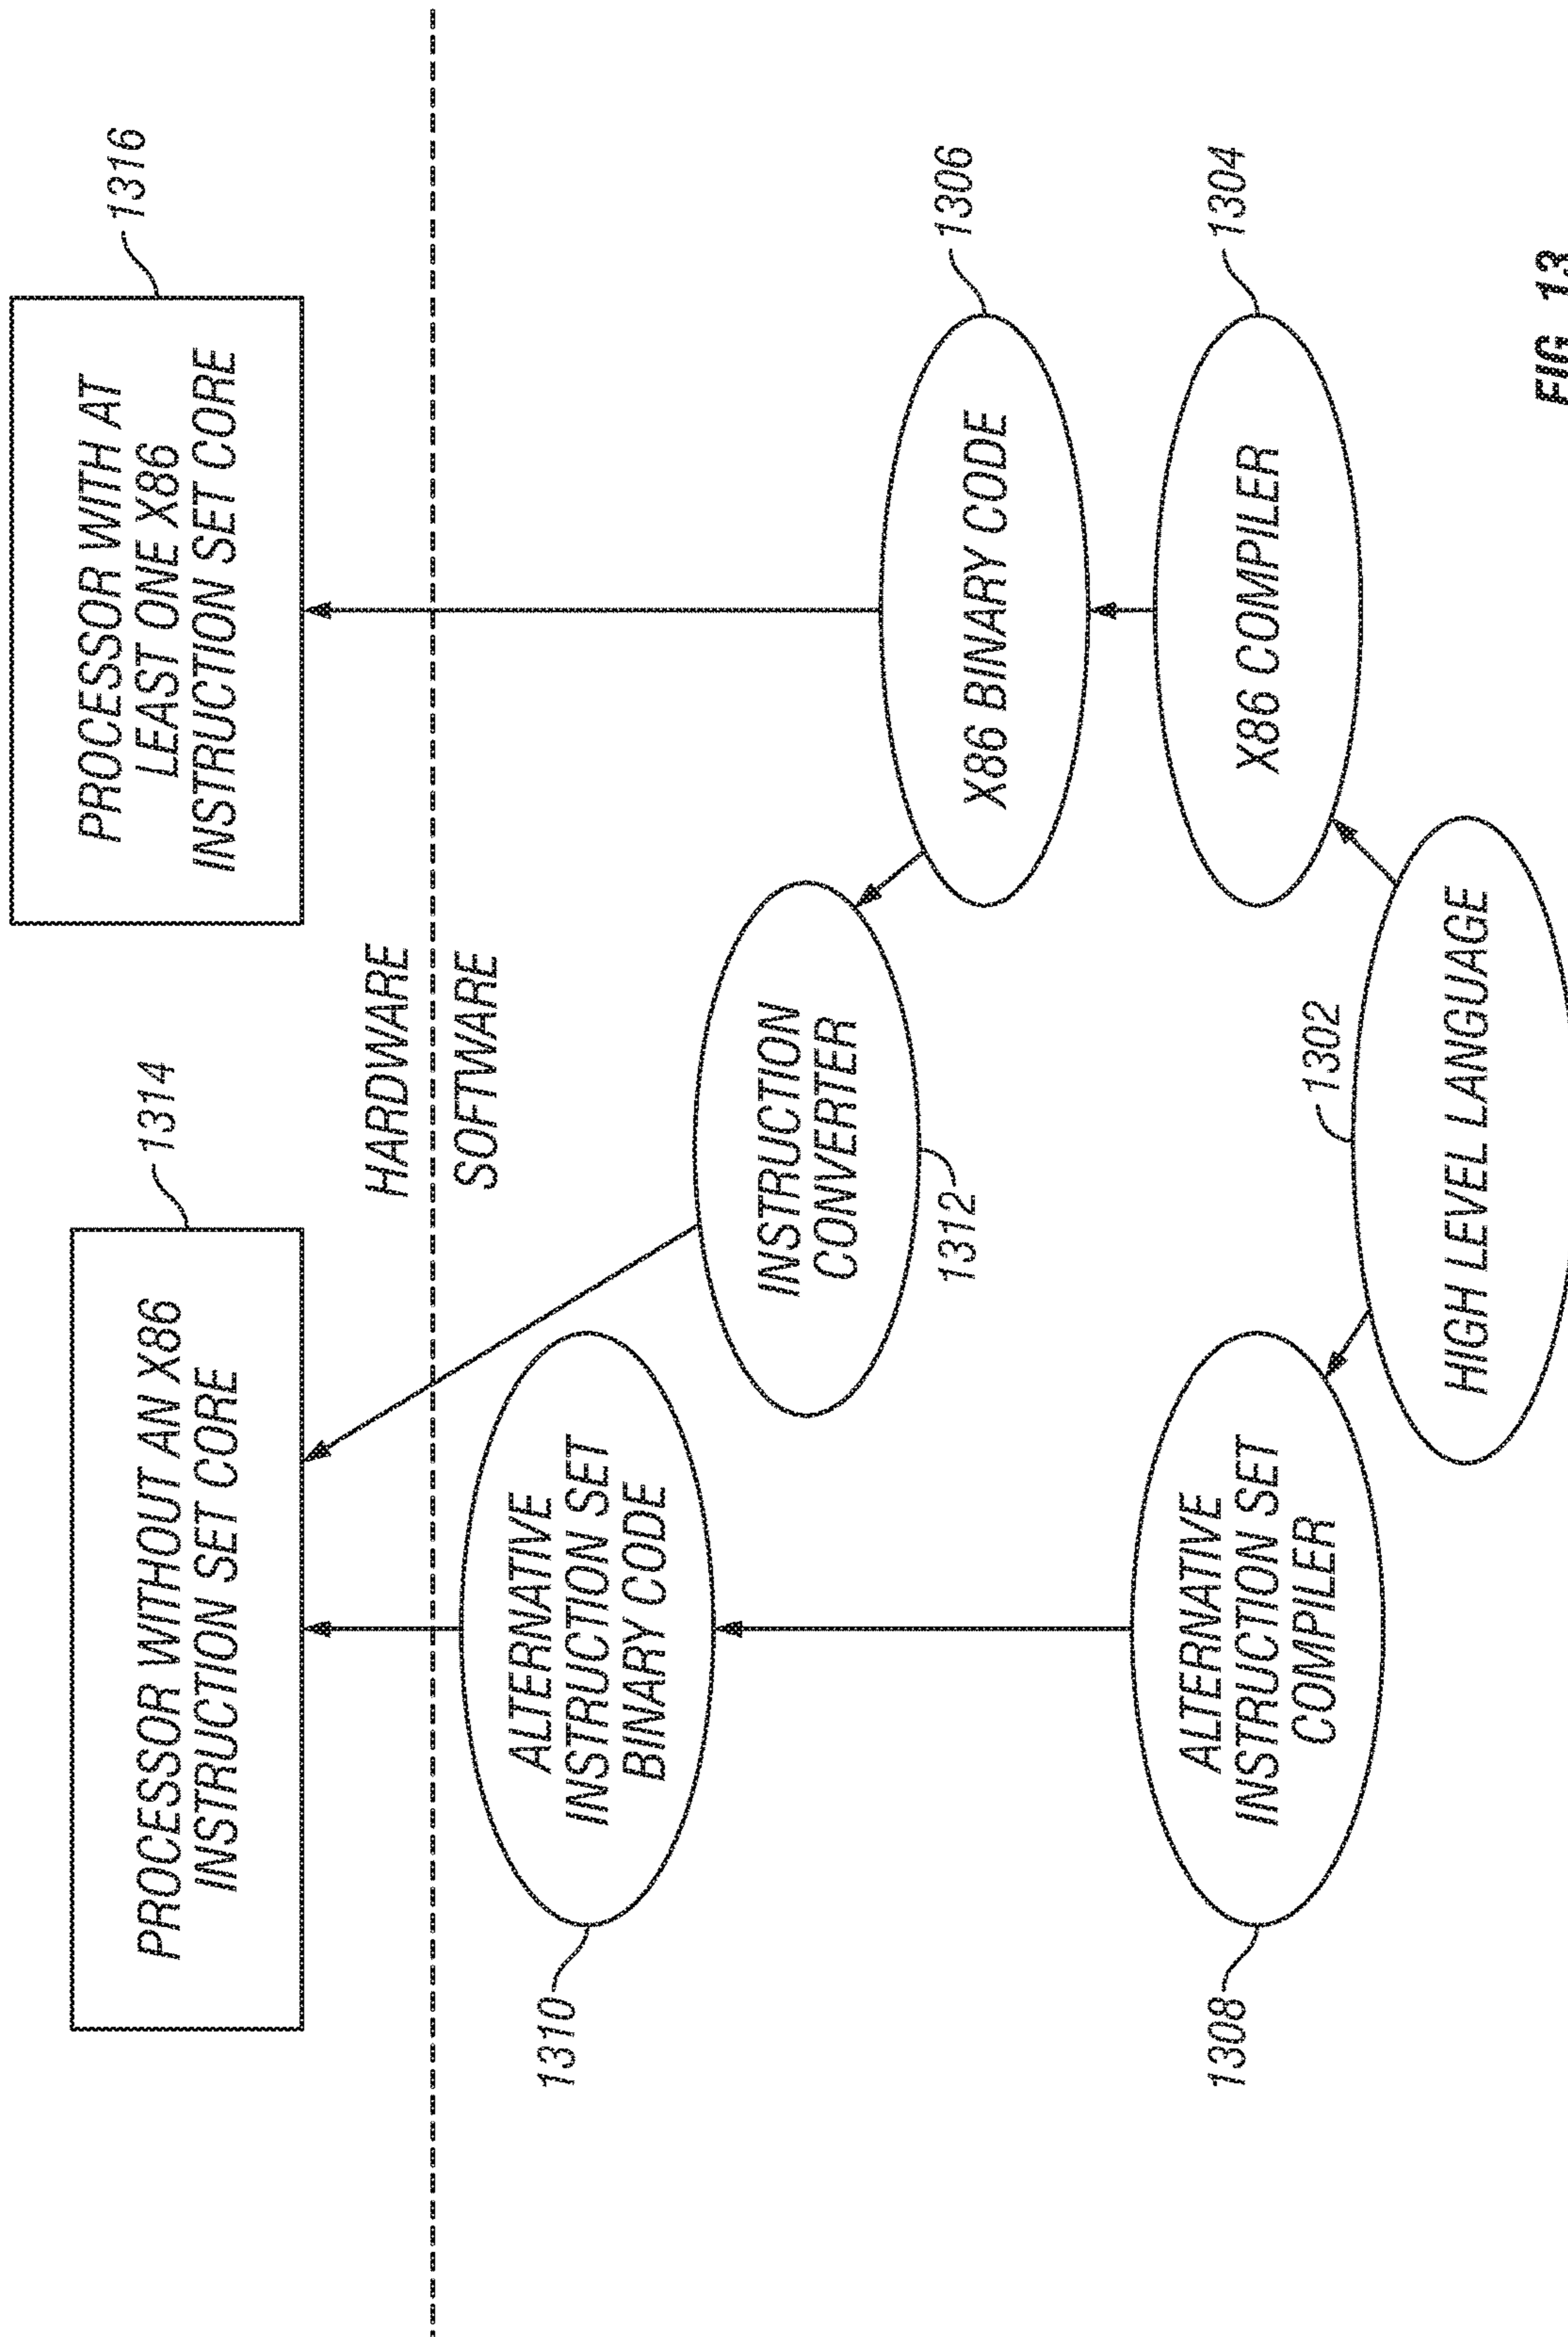 PROCESSOR WITHOUT AN X86
INSTRUCTION SET CORE
1314
PROCESSOR WITH AT
LEAST ONE X86
INSTRUCTION SET CORE
1316
HARDWARE
SOFTWARE
1310
ALTERNATIVE
INSTRUCTION SET
BINARY CODE
INSTRUCTION
CONVERTER
1312
X86 BINARY CODE
1306
1308
ALTERNATIVE
INSTRUCTION SET
COMPILER
X86 COMPILER
1304
1302
HIGH LEVEL LANGUAGE
FIG. 13